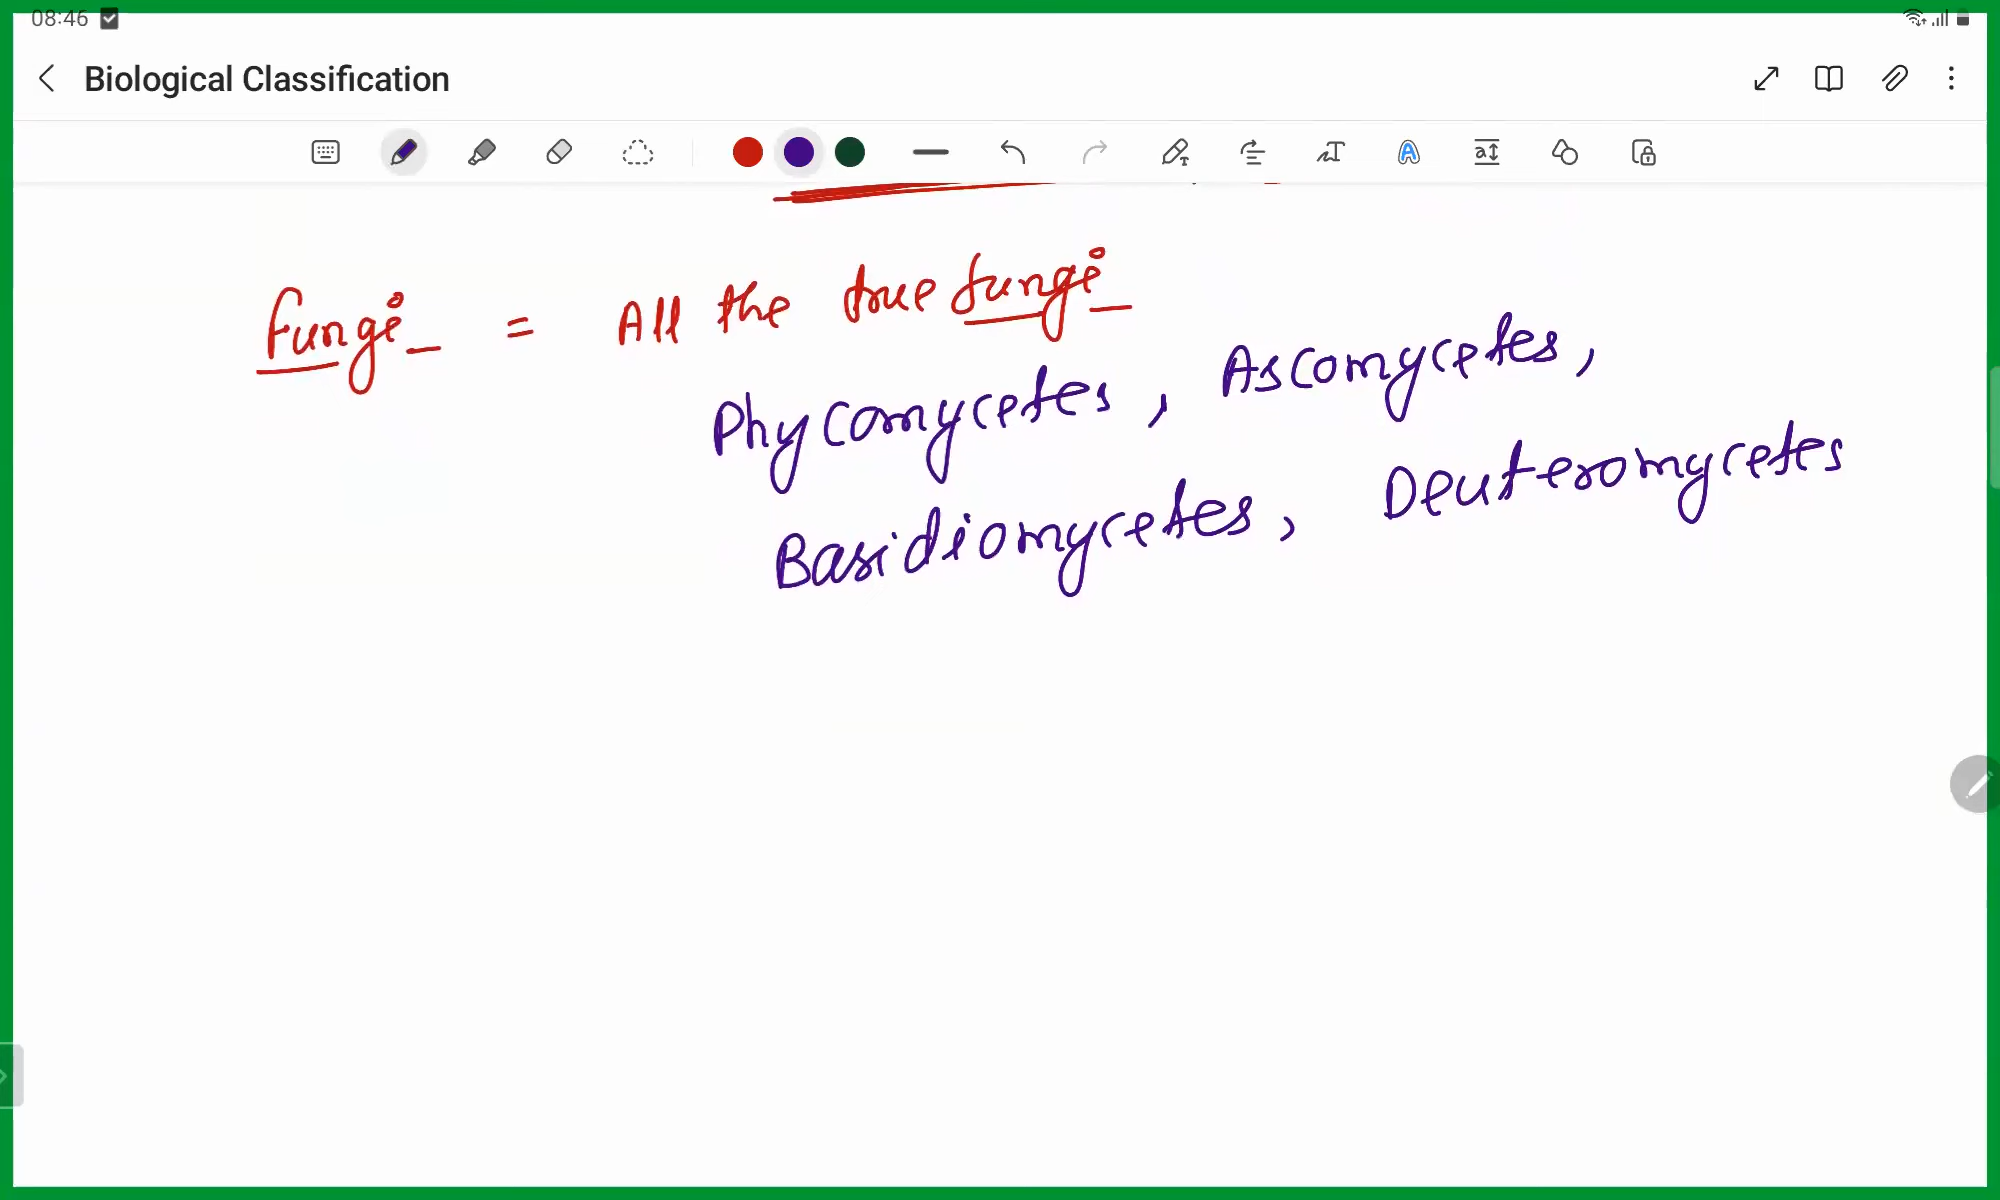 08:46
Biological Classification
Fungi = All the true fungi
Phycomycetes, Ascomycetes,
Basidiomycetes, Deuteromycetes